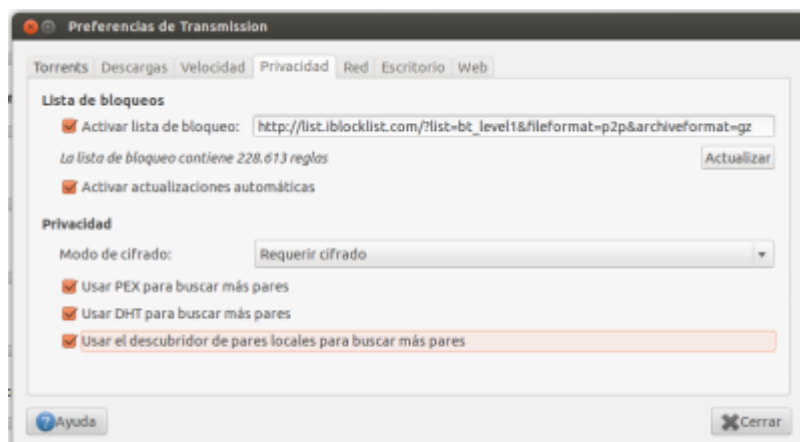 Preferencias de Transmission
Torrents Descargas Velocidad Privacidad Red Escritorio Web
Lista de bloqueos
Activar lista de bloqueo: http://list.iblocklist.com/?list=bt_level1&fileformat=p2p&archiveformat=gz
La lista de bloqueo contiene 228.613 reglas Actualizar
Activar actualizaciones automáticas
Privacidad
Modo de cifrado: Requerir cifrado
Usar PEX para buscar más pares
Usar DHT para buscar más pares
Usar el descubridor de pares locales para buscar más pares
Ayuda Cerrar